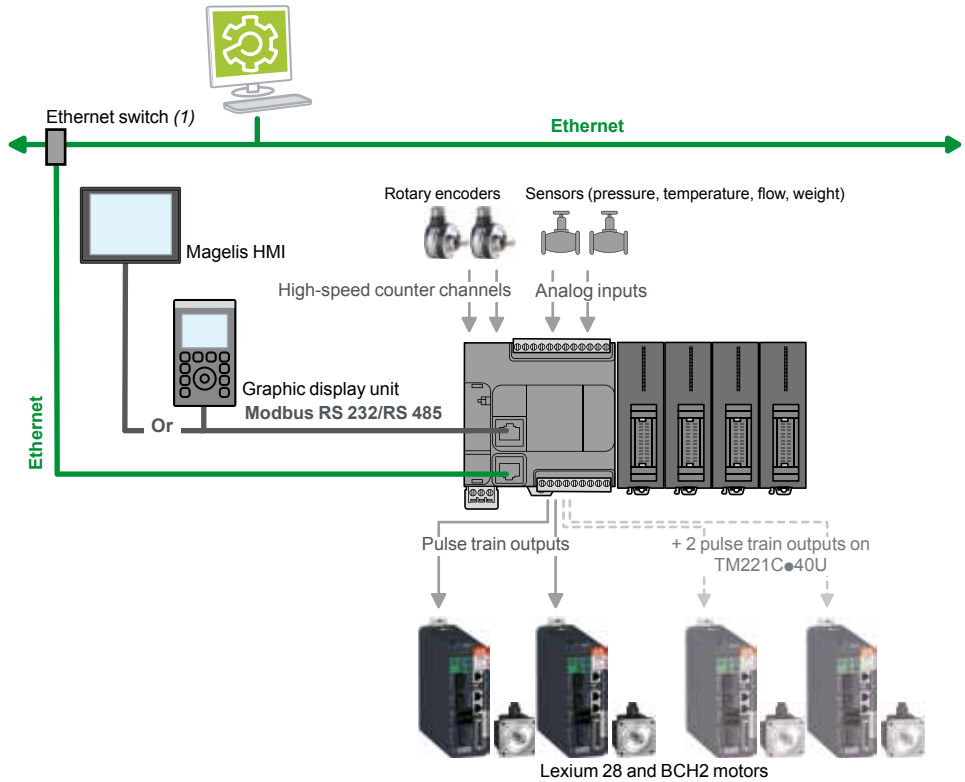 Ethernet switch (1)
Ethernet
Rotary encoders
Sensors (pressure, temperature, flow, weight)
Magelis HMI
High-speed counter channels
Analog inputs
Graphic display unit
Modbus RS 232/RS 485
Or
Ethernet
Pulse train outputs
+ 2 pulse train outputs on
TM221C●40U
Lexium 28 and BCH2 motors